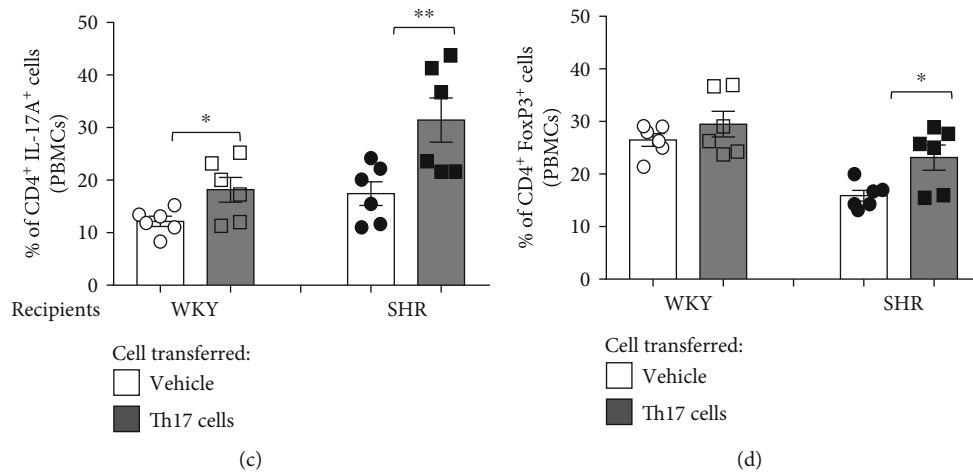 % of CD4+ IL-17A+ cells
(PBMCs)
50
40
30
20
10
0
*
**
Recipients
WKY
SHR
Cell transferred:
Vehicle
Th17 cells
(c)
% of CD4+ FoxP3+ cells
(PBMCs)
50
40
30
20
10
0
*
WKY
SHR
Cell transferred:
Vehicle
Th17 cells
(d)